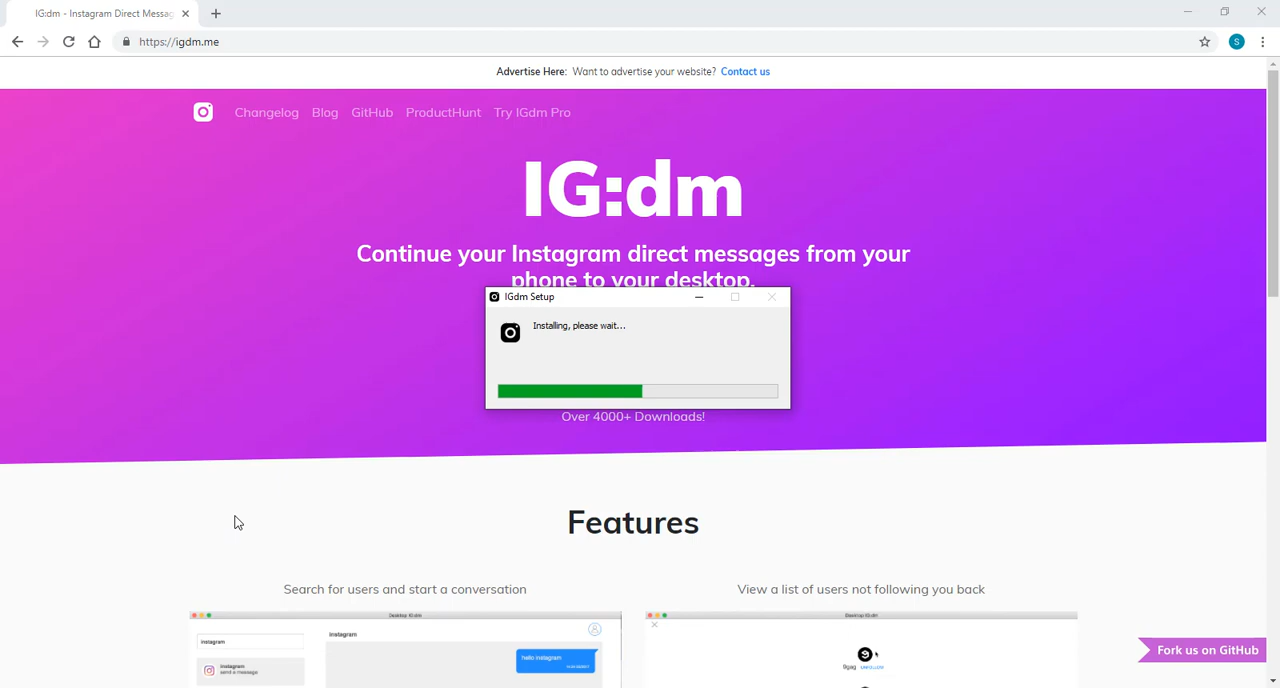 IG:dm - Instagram Direct Messag
https://igdm.me
S
Advertise Here: Want to advertise your website? Contact us
Changelog Blog GitHub ProductHunt Try IGdm Pro
IG:dm
Continue your Instagram direct messages from your
phone to your desktop.
IGdm Setup
Installing, please wait...
Over 4000+ Downloads!
Features
Search for users and start a conversation
View a list of users not following you back
Desktop IG:dm
instagram
Instagram
send a message
Instagram
hello instagram
Desktop IG:dm
9gag UNFOLLOW
Fork us on GitHub